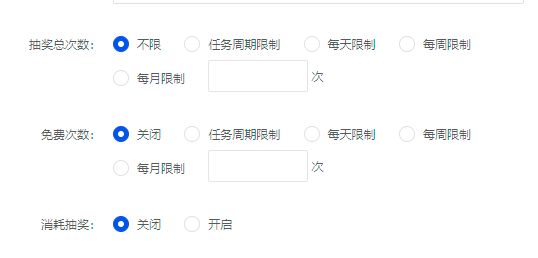 抽奖总次数： 不限 任务周期限制 每天限制 每周限制
每月限制 次
免费次数： 关闭 任务周期限制 每天限制 每周限制
每月限制 次
消耗抽奖： 关闭 开启